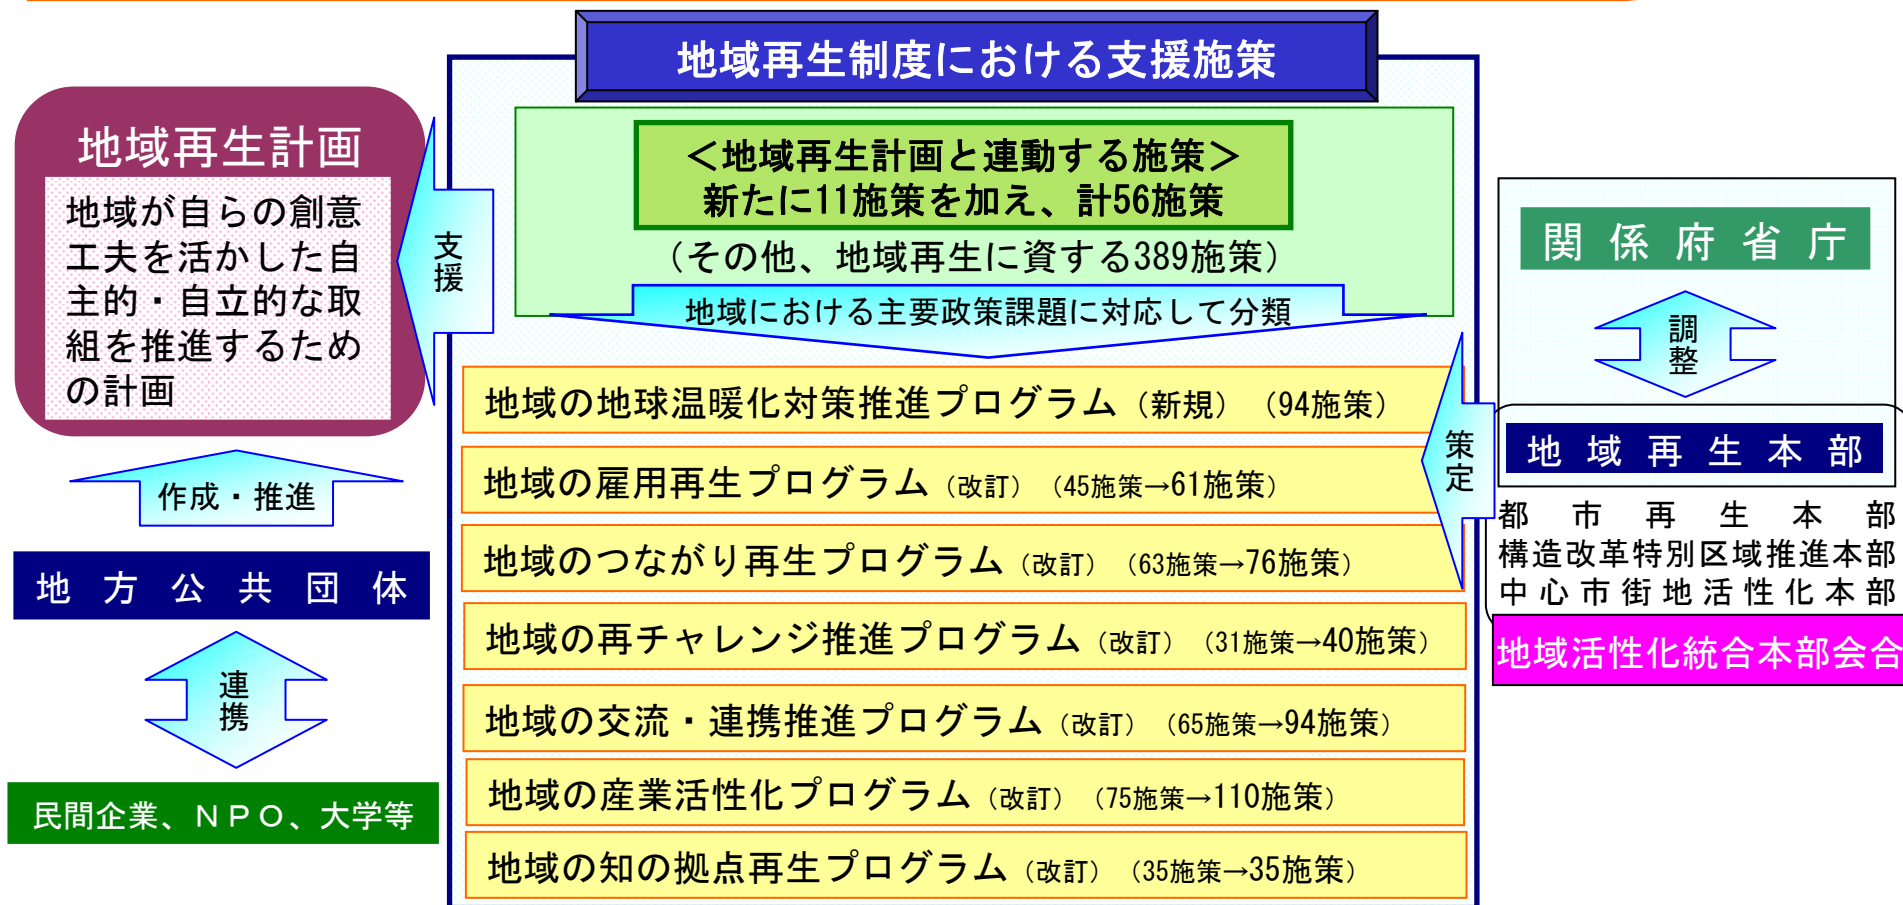 地域再生制度における支援施策
地域再生計画
地域が自らの創意
工夫を活かした自
主的・自立的な取
組を推進するため
の計画
支援
＜地域再生計画と連動する施策＞
新たに11施策を加え、計56施策
（その他、地域再生に資する389施策）
地域における主要政策課題に対応して分類
地域の地球温暖化対策推進プログラム（新規）（94施策）
地域の雇用再生プログラム（改訂）（45施策→61施策）
地域のつながり再生プログラム（改訂）（63施策→76施策）
地域の再チャレンジ推進プログラム（改訂）（31施策→40施策）
地域の交流・連携推進プログラム（改訂）（65施策→94施策）
地域の産業活性化プログラム（改訂）（75施策→110施策）
地域の知の拠点再生プログラム（改訂）（35施策→35施策）
作成・推進
地方公共団体
連携
民間企業、ＮＰＯ、大学等
関係府省庁
調整
地域再生本部
策定
都市再生本部
構造改革特別区域推進本部
中心市街地活性化本部
地域活性化統合本部会合